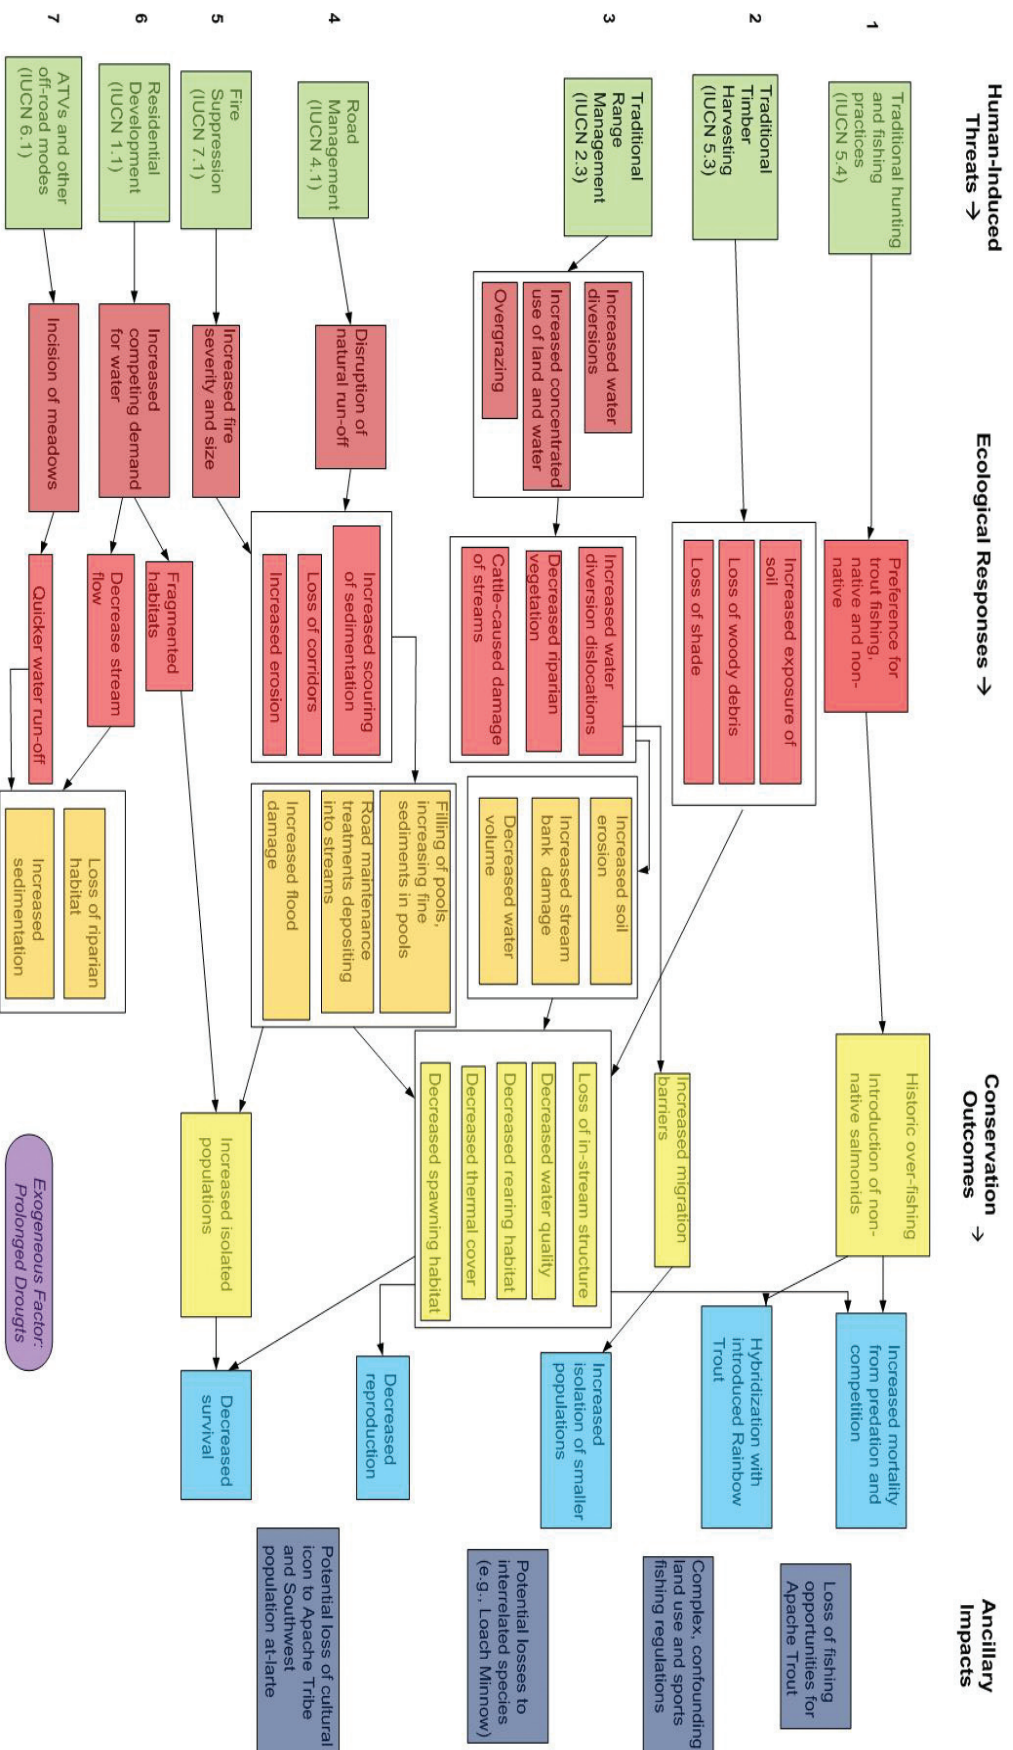 Human-Induced
Threats →
Ecological Responses →
Conservation
Outcomes →
Ancillary
Impacts
1
Traditional hunting
and fishing
practices
(IUCN 5.4)
Preference for
trout fishing,
native and non-
native
Historic over-fishing
Introduction of non-
native salmonids
Increased mortality
from predation and
competition
Loss of fishing
opportunities for
Apache Trout
2
Traditional
Timber
Harvesting
(IUCN 5.3)
Increased exposure of
soil
Loss of woody debris
Loss of shade
Hybridization with
introduced Rainbow
Trout
Complex, confounding
land use and sports
fishing regulations
3
Traditional
Range
Management
(IUCN 2.3)
Increased water
diversions
Increased concentrated
use of land and water
Overgrazing
Increased water
diversion dislocations
Decreased riparian
vegetation
Cattle-caused damage
of streams
Increased soil
erosion
Increased stream
bank damage
Decreased water
volume
Increased migration
barriers
Loss of in-stream structure
Decreased water quality
Decreased rearing habitat
Decreased thermal cover
Decreased spawning habitat
Increased
isolation of smaller
populations
Potential losses to
interrelated species
(e.g., Loach Minnow)
4
Road
Management
(IUCN 4.1)
Disruption of
natural run-off
Increased scouring
of sedimentation
Loss of corridors
Increased erosion
Filling of pools,
increasing fine
sediments in pools
Road maintenance
treatments depositing
into streams
Increased flood
damage
Decreased
reproduction
Potential loss of cultural
icon to Apache Tribe
and Southwest
population at-larte
5
Fire
Suppression
(IUCN 7.1)
Increased fire
severity and size
Increased isolated
populations
Decreased
survival
6
Residential
Development
(IUCN 1.1)
Increased
competing demand
for water
Fragmented
habitats
Decrease stream
flow
Loss of riparian
habitat
Increased
sedimentation
7
ATVs and other
off-road modes
(IUCN 6.1)
Incision of meadows
Quicker water run-off
Exogeneous Factor:
Prolonged Drougts